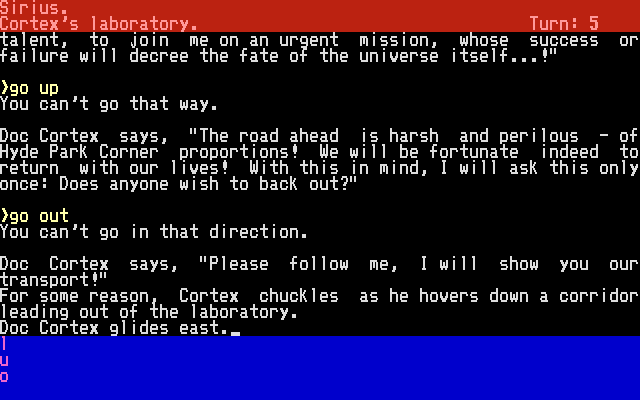 Sirius.
Cortex's laboratory. Turn: 5
talent, to join me on an urgent mission, whose success or
failure will decree the fate of the universe itself...!"
>go up
You can't go that way.
Doc Cortex says, "The road ahead is harsh and perilous - of
Hyde Park Corner proportions! We will be fortunate indeed to
return with our lives! With this in mind, I will ask this only
once: Does anyone wish to back out?"
>go out
You can't go in that direction.
Doc Cortex says, "Please follow me, I will show you our
transport!"
For some reason, Cortex chuckles as he hovers down a corridor
leading out of the laboratory.
Doc Cortex glides east._
l
u
o